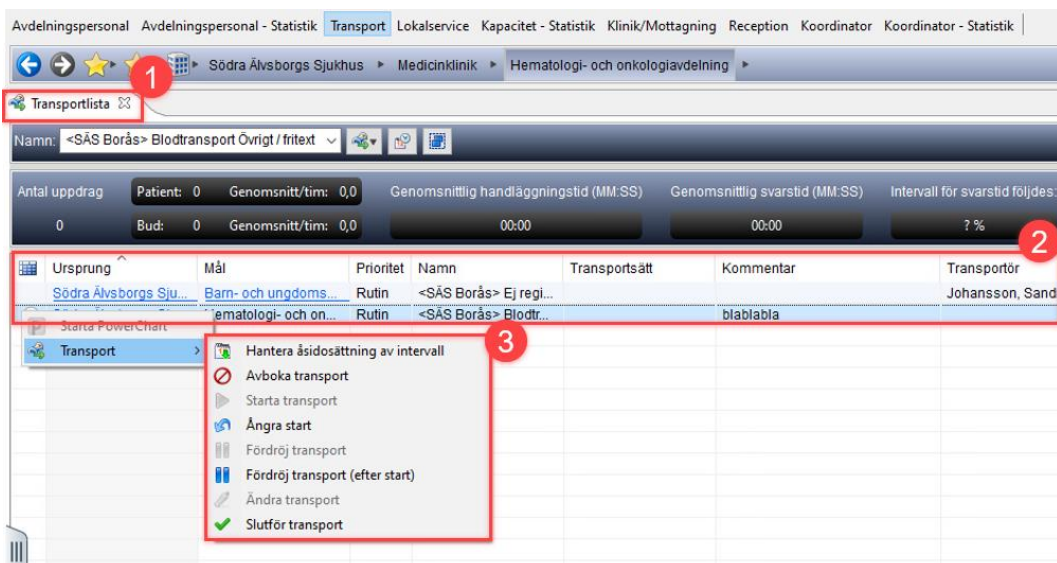 Avdelningspersonal Avdelningspersonal - Statistik Transport Lokalservice Kapacitet - Statistik Klinik/Mottagning Reception Koordinator Koordinator - Statistik
1
Södra Älvsborgs Sjukhus Medicinklinik Hematologi- och onkologiavdelning
Transportlista
Namn: <SÄS Borås> Blodtransport Övrigt / fritext
Antal uppdrag Patient: 0 Genomsnitt/tim: 0,0 Genomsnittlig handläggningstid (MM:SS) Genomsnittlig svarstid (MM:SS) Intervall för svarstid följdes:
0 Bud: 0 Genomsnitt/tim: 0,0 00:00 00:00 ? %
2
Ursprung Mål Prioritet Namn Transportsätt Kommentar Transportör
Södra Älvsborgs Sju... Barn- och ungdoms... Rutin <SÄS Borås> Ej regi... Johansson, Sand
Hematologi- och on... Rutin <SÄS Borås> Blodtr... blablabla
Starta PowerChart
Transport
3
Hantera åsidosättning av intervall
Avboka transport
Starta transport
Ångra start
Fördröj transport
Fördröj transport (efter start)
Ändra transport
Slutför transport